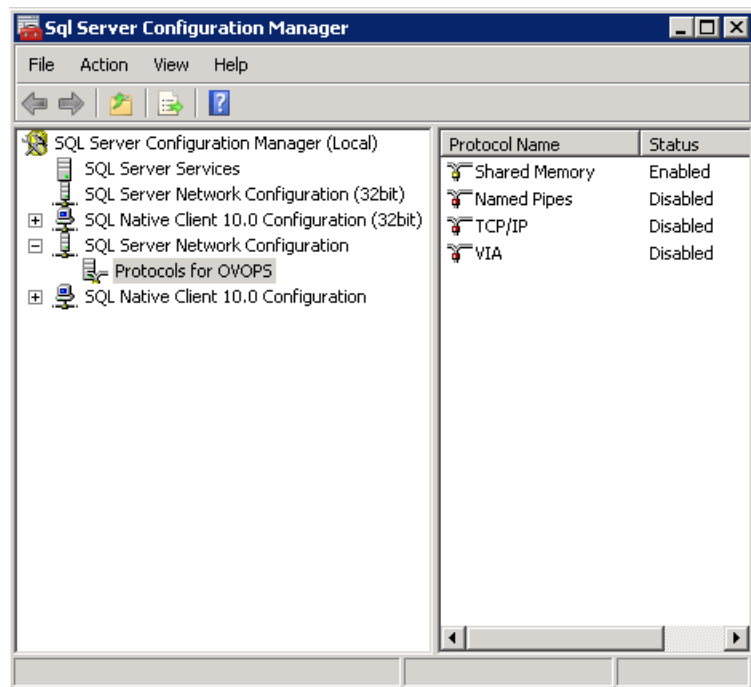 Sql Server Configuration Manager
File Action View Help
SQL Server Configuration Manager (Local)
SQL Server Services
SQL Server Network Configuration (32bit)
SQL Native Client 10.0 Configuration (32bit)
SQL Server Network Configuration
Protocols for OVOPS
SQL Native Client 10.0 Configuration
Protocol Name Status
Shared Memory Enabled
Named Pipes Disabled
TCP/IP Disabled
VIA Disabled